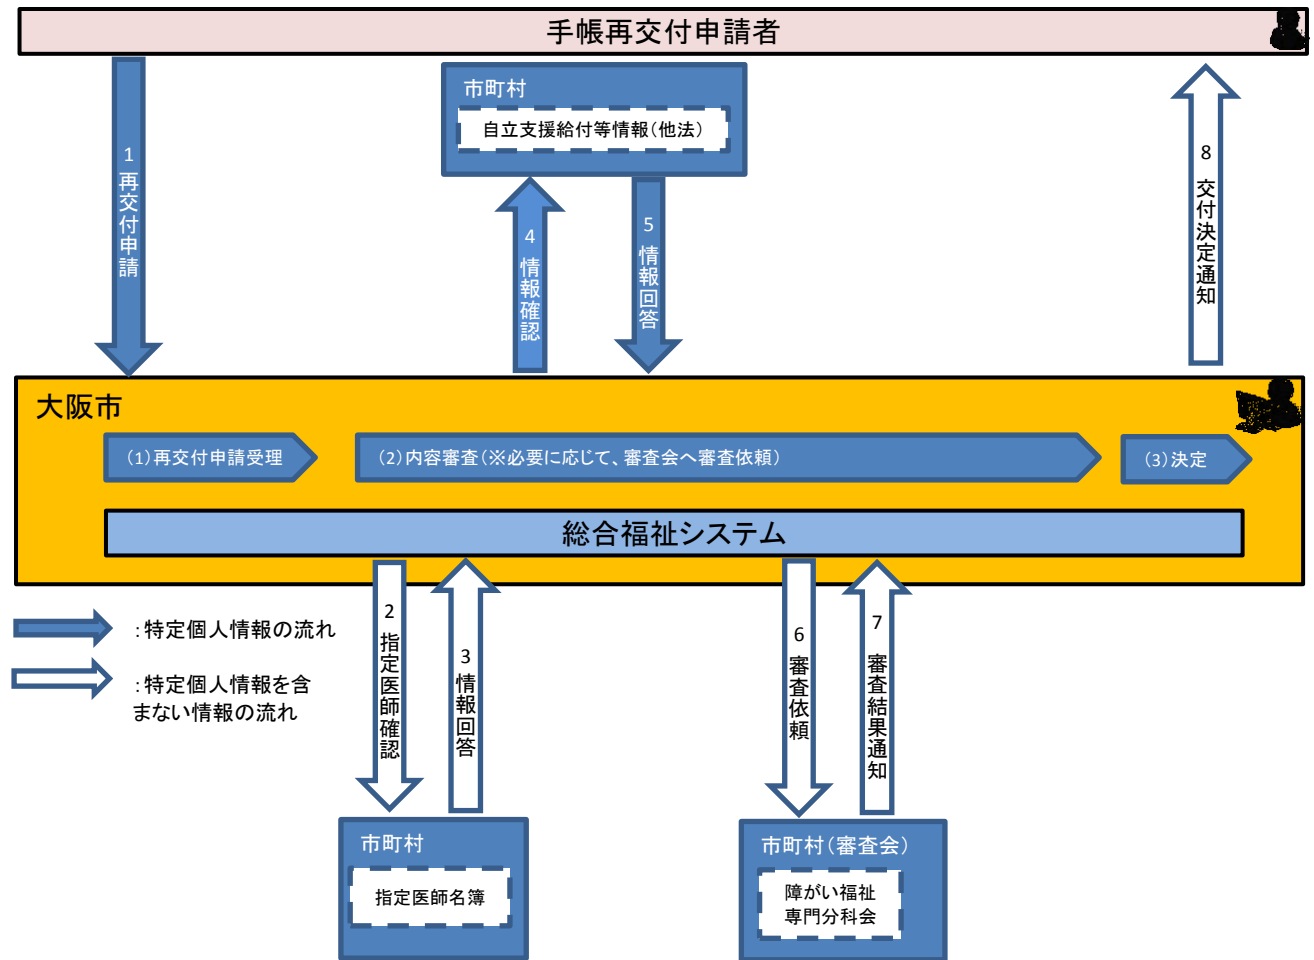 手帳再交付申請者
市町村
自立支援給付等情報(他法)
1 再交付申請
4 情報確認
5 情報回答
8 交付決定通知
大阪市
(1)再交付申請受理
(2)内容審査(※必要に応じて、審査会へ審査依頼)
(3)決定
総合福祉システム
:特定個人情報の流れ
:特定個人情報を含
まない情報の流れ
2 指定医師確認
3 情報回答
6 審査依頼
7 審査結果通知
市町村
指定医師名簿
市町村(審査会)
障がい福祉
専門分科会